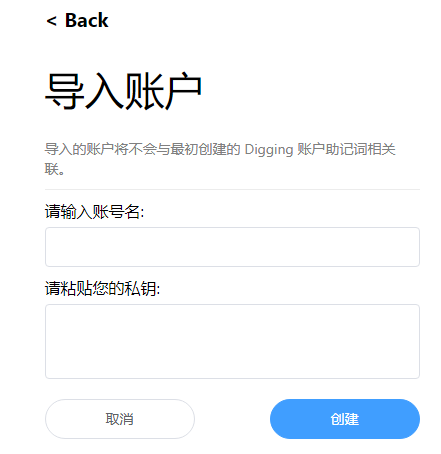 < Back
导入账户
导入的账户将不会与最初创建的 Digging 账户助记词相关
联。
请输入账号名:
请粘贴您的私钥:
取消
创建